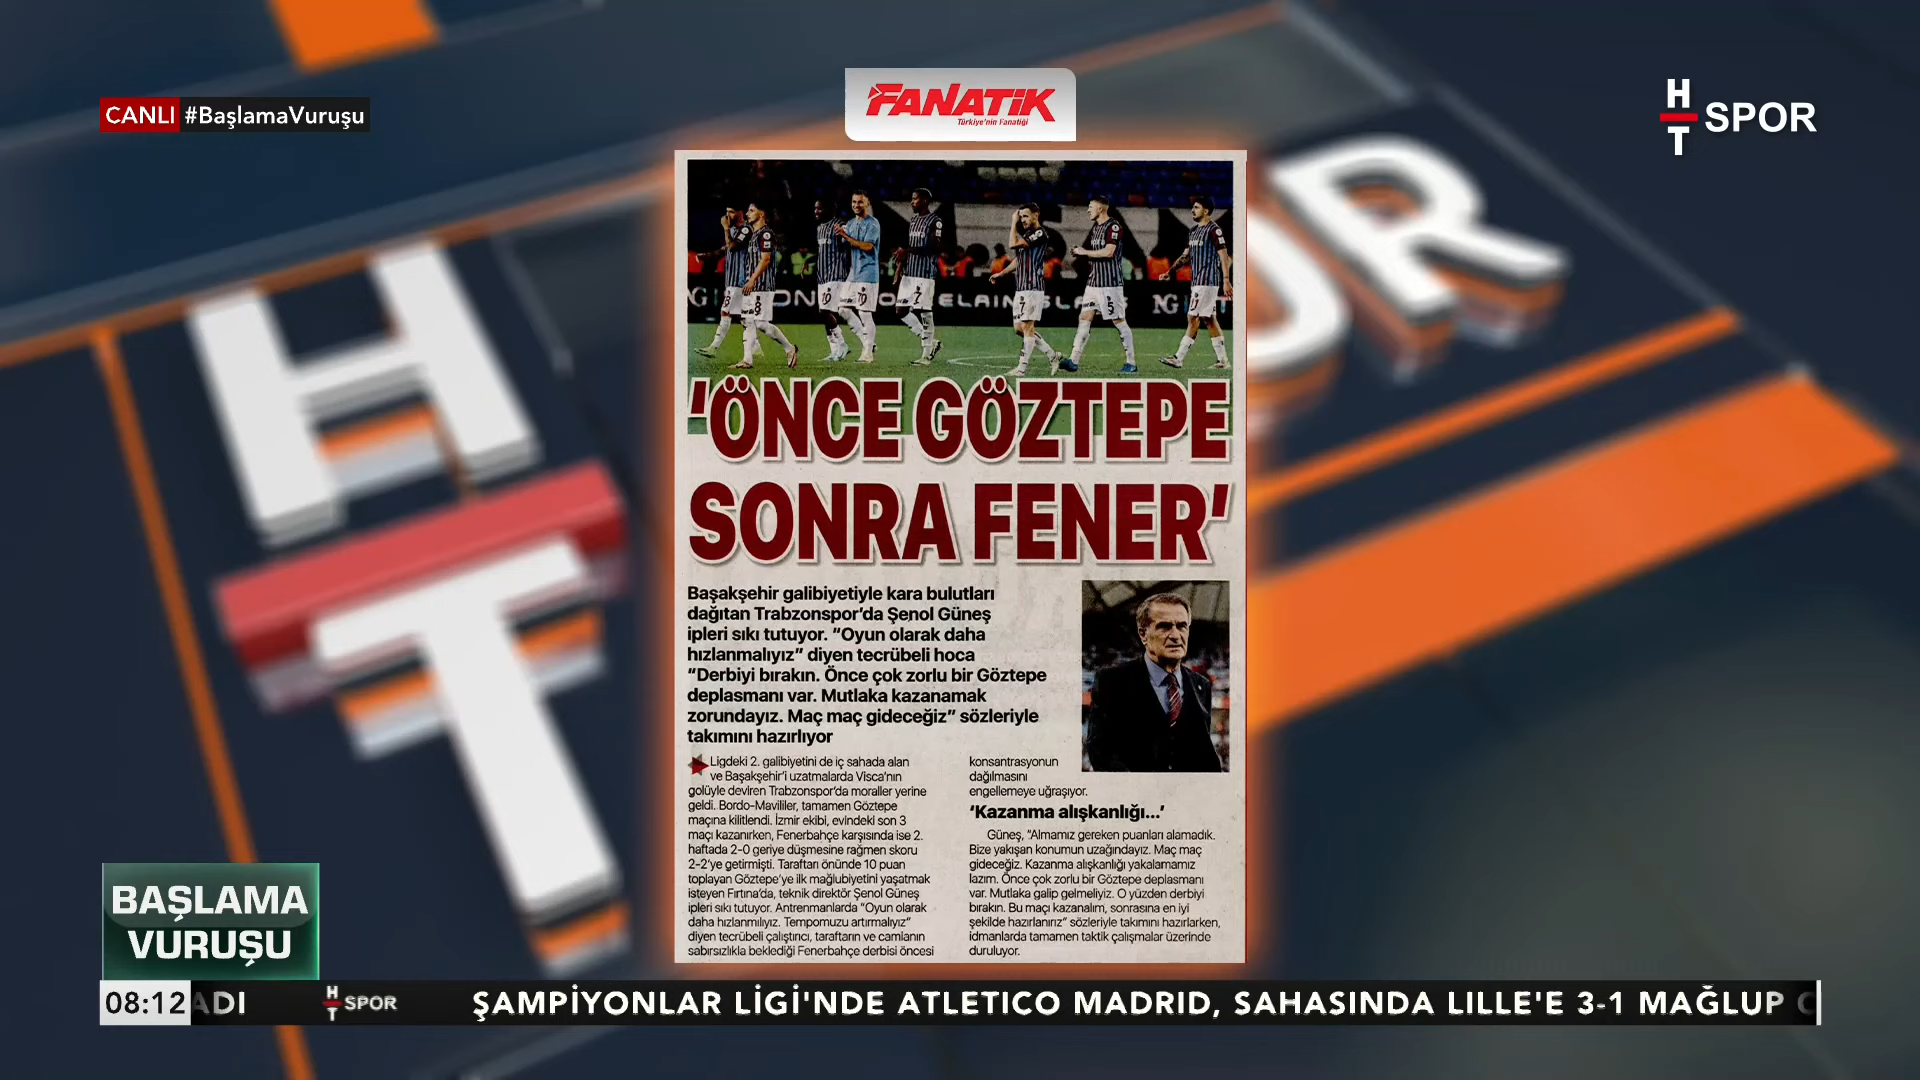 CANLI #BaşlamaVuruşu
FANATiK
Türkiye'nin Fanatiği
H
T SPOR
'ÖNCE GÖZTEPE
SONRA FENER'
Başakşehir galibiyetiyle kara bulutları
dağıtan Trabzonspor'da Şenol Güneş
ipleri sıkı tutuyor. "Oyun olarak daha
hızlanmalıyız" diyen tecrübeli hoca
"Derbiyi bırakın. Önce çok zorlu bir Göztepe
deplasmanı var. Mutlaka kazanamak
zorundayız. Maç maç gideceğiz" sözleriyle
takımını hazırlıyor
Ligdeki 2. galibiyetini de iç sahada alan
ve Başakşehir'i uzatmalarda Visca'nın
golüyle deviren Trabzonspor'da moraller yerine
geldi. Bordo-Mavililer, tamamen Göztepe
maçına kilitlendi. İzmir ekibi, evindeki son 3
maçı kazanırken, Fenerbahçe karşısında ise 2.
haftada 2-0 geriye düşmesine rağmen skoru
2-2'ye getirmişti. Taraftarı önünde 10 puan
toplayan Göztepe'ye ilk mağlubiyetini yaşatmak
isteyen Fırtına'da, teknik direktör Şenol Güneş
ipleri sıkı tutuyor. Antrenmanlarda "Oyun olarak
daha hızlanmılıyız. Tempomuzu artırmalıyız"
diyen tecrübeli çalıştırıcı, taraftarın ve camlanın
sabırsızlıkla beklediği Fenerbahçe derbisi öncesi
konsantrasyonun
dağılmasını
engellemeye uğraşıyor.
'Kazanma alışkanlığı...'
Güneş, "Almamız gereken puanları alamadık.
Bize yakışan konumun uzağındayız. Maç maç
gideceğiz. Kazanma alışkanlığı yakalamamız
lazım. Önce çok zorlu bir Göztepe deplasmanı
var. Mutlaka galip gelmeliyiz. O yüzden derbiyi
bırakın. Bu maçı kazanalım, sonrasına en iyi
şekilde hazırlanırız" sözleriyle takımını hazırlarken,
idmanlarda tamamen taktik çalışmalar üzerinde
duruluyor.
BAŞLAMA
VURUŞU
08:12 ADI HT SPOR ŞAMPİYONLAR LİGİ'NDE ATLETICO MADRID, SAHASINDA LILLE'E 3-1 MAĞLUP